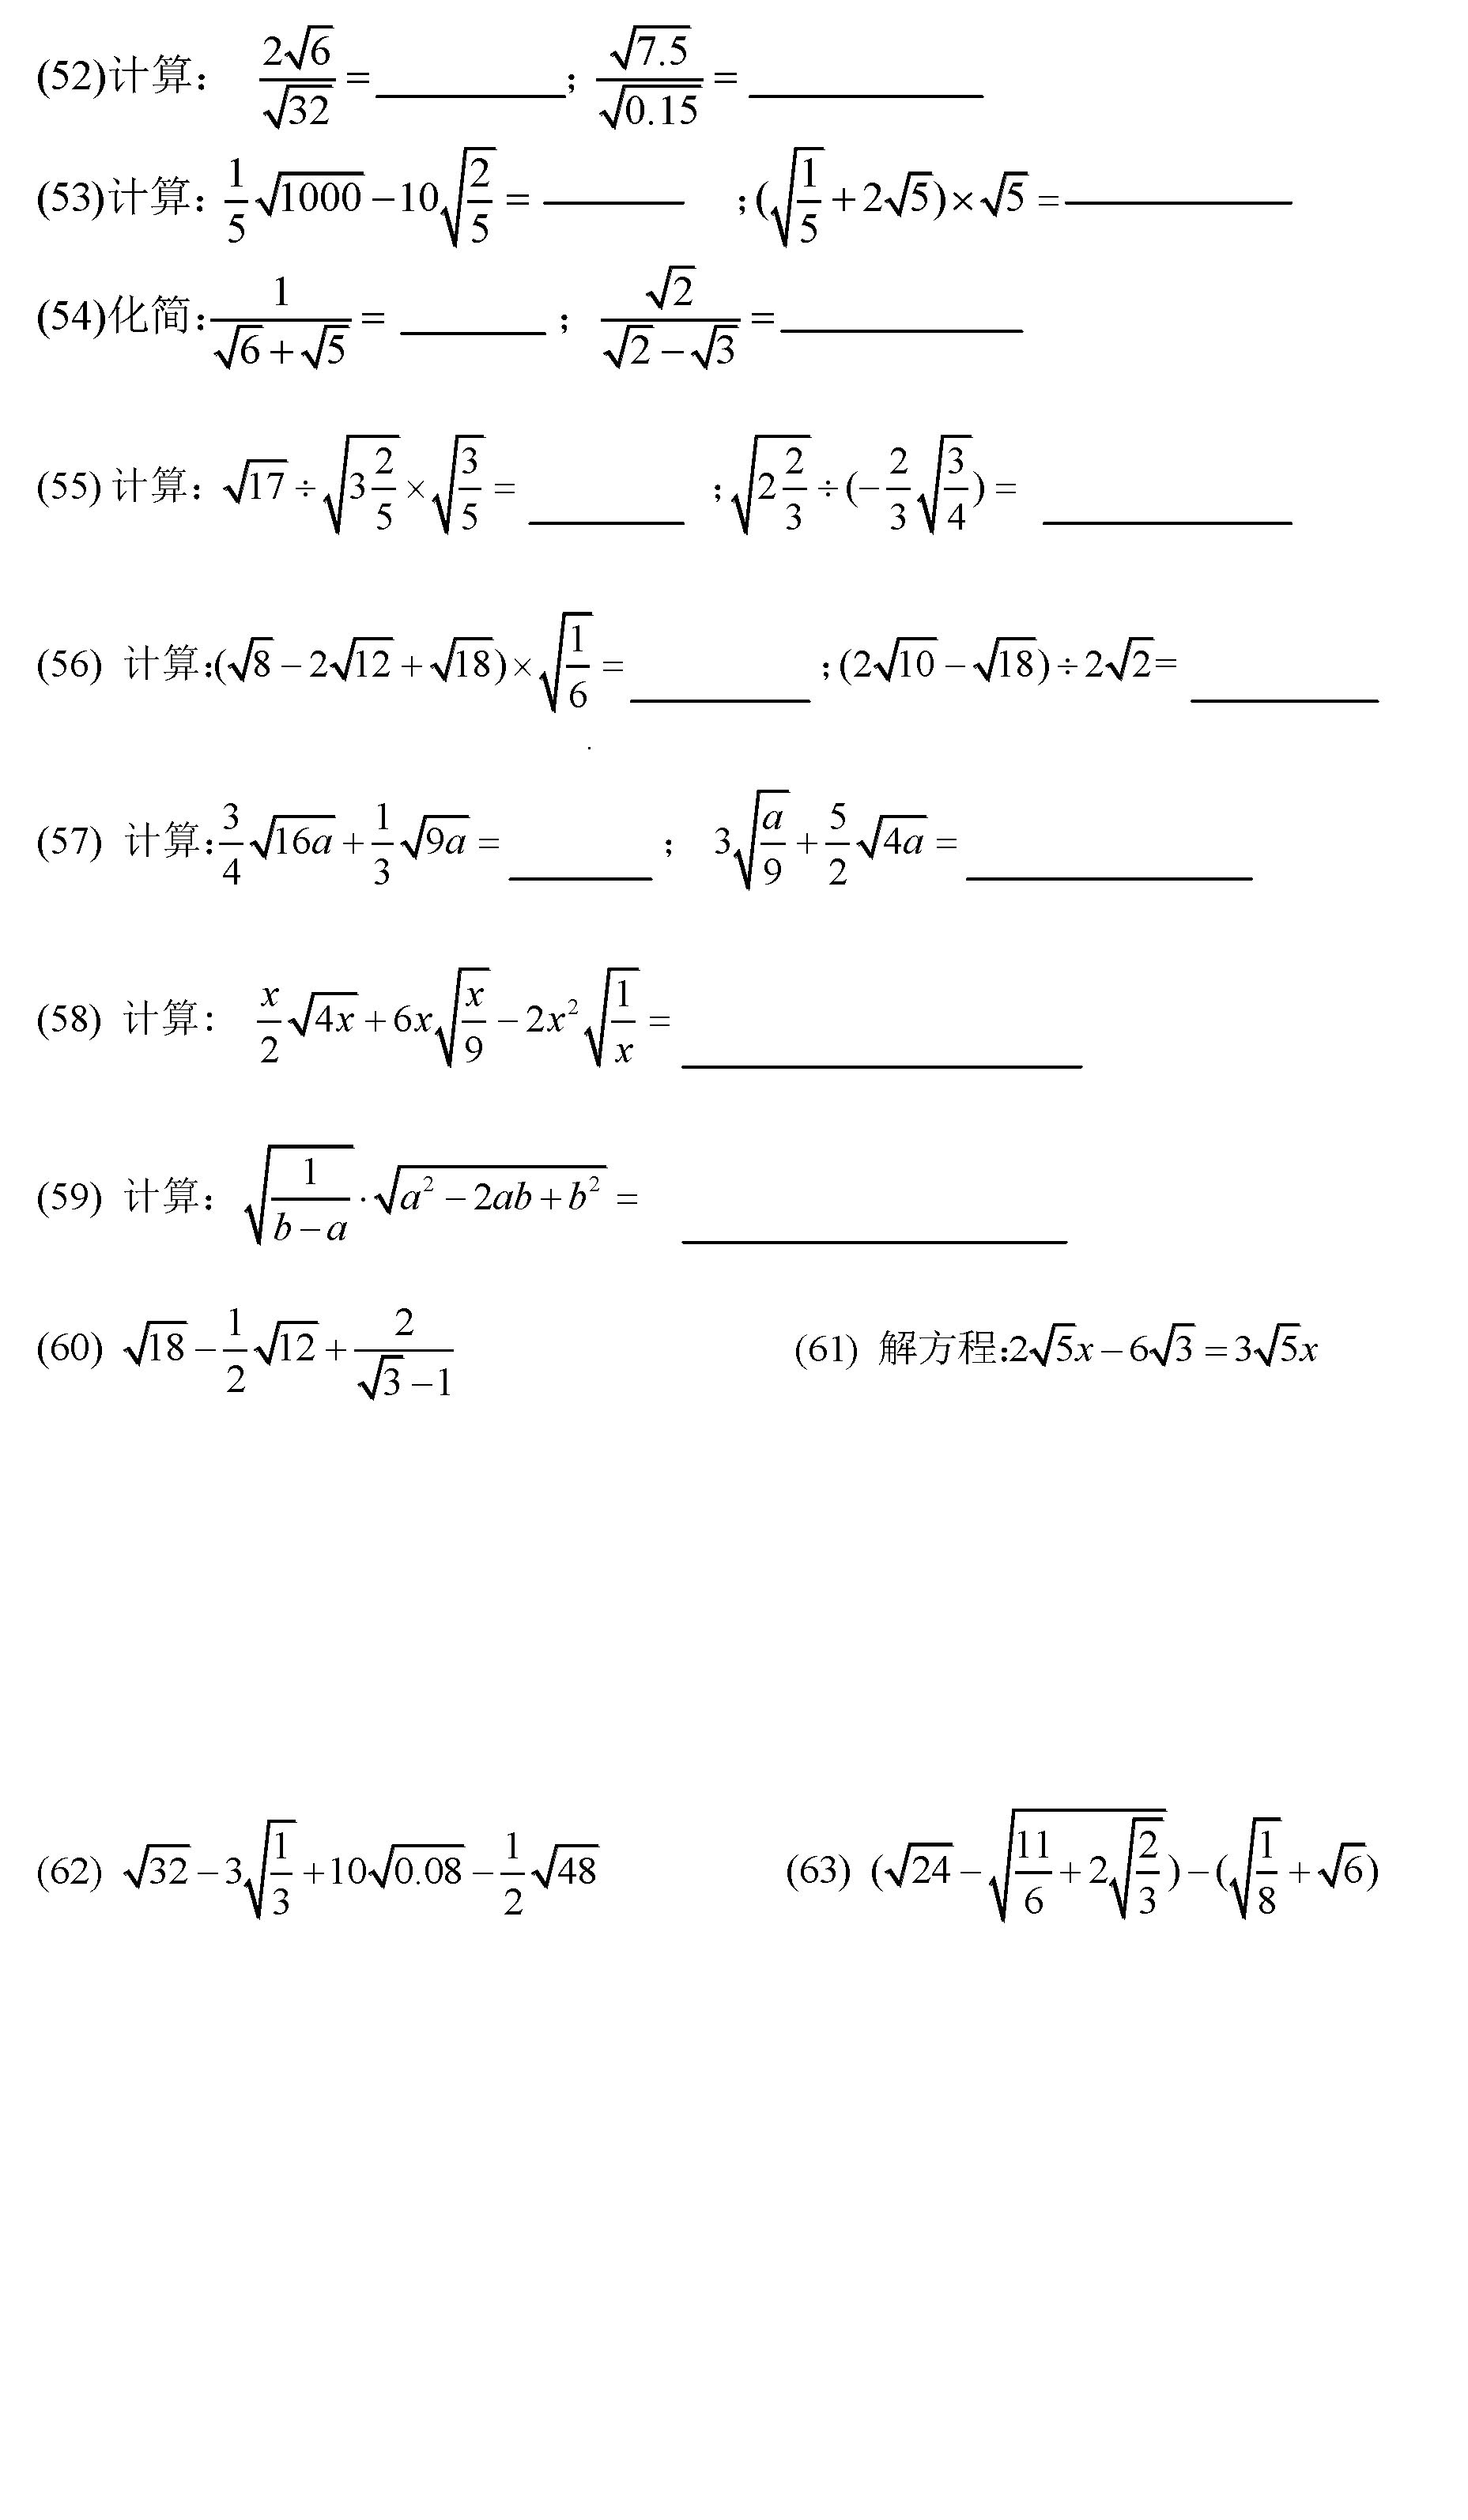 (52)计算： \frac{2\sqrt{6}}{\sqrt{32}}=________；\frac{\sqrt{7.5}}{\sqrt{0.15}}=________
(53)计算：\frac{1}{5}\sqrt{1000}-10\sqrt{\frac{2}{5}}=________；(\sqrt{\frac{1}{5}}+2\sqrt{5})×\sqrt{5}=________
(54)化简：\frac{1}{\sqrt{6}+\sqrt{5}}=________；\frac{\sqrt{2}}{\sqrt{2}-\sqrt{3}}=________
(55)计算：\sqrt{17}÷\sqrt{3\frac{2}{5}}×\sqrt{\frac{3}{5}}=________；\sqrt{2\frac{2}{3}}÷(-\frac{2}{3}\sqrt{\frac{3}{4}})=________
(56) 计算：(\sqrt{8}-2\sqrt{12}+\sqrt{18})×\sqrt{\frac{1}{6}}=________；(2\sqrt{10}-\sqrt{18})÷2\sqrt{2}=________
(57) 计算：\frac{3}{4}\sqrt{16a}+\frac{1}{3}\sqrt{9a}=________； 3\sqrt{\frac{a}{9}}+\frac{5}{2}\sqrt{4a}=________
(58) 计算： \frac{x}{2}\sqrt{4x}+6x\sqrt{\frac{x}{9}}-2x^2\sqrt{\frac{1}{x}}=________
(59) 计算： \sqrt{\frac{1}{b-a}}·\sqrt{a^2-2ab+b^2}=________
(60) \sqrt{18}-\frac{1}{2}\sqrt{12}+\frac{2}{\sqrt{3}-1} (61) 解方程：2\sqrt{5}x-6\sqrt{3}=3\sqrt{5}x
(62) \sqrt{32}-3\sqrt{\frac{1}{3}}+10\sqrt{0.08}-\frac{1}{2}\sqrt{48} (63) (\sqrt{24}-\sqrt{\frac{11}{6}+2\sqrt{\frac{2}{3}}})-(\sqrt{\frac{1}{8}}+\sqrt{6})